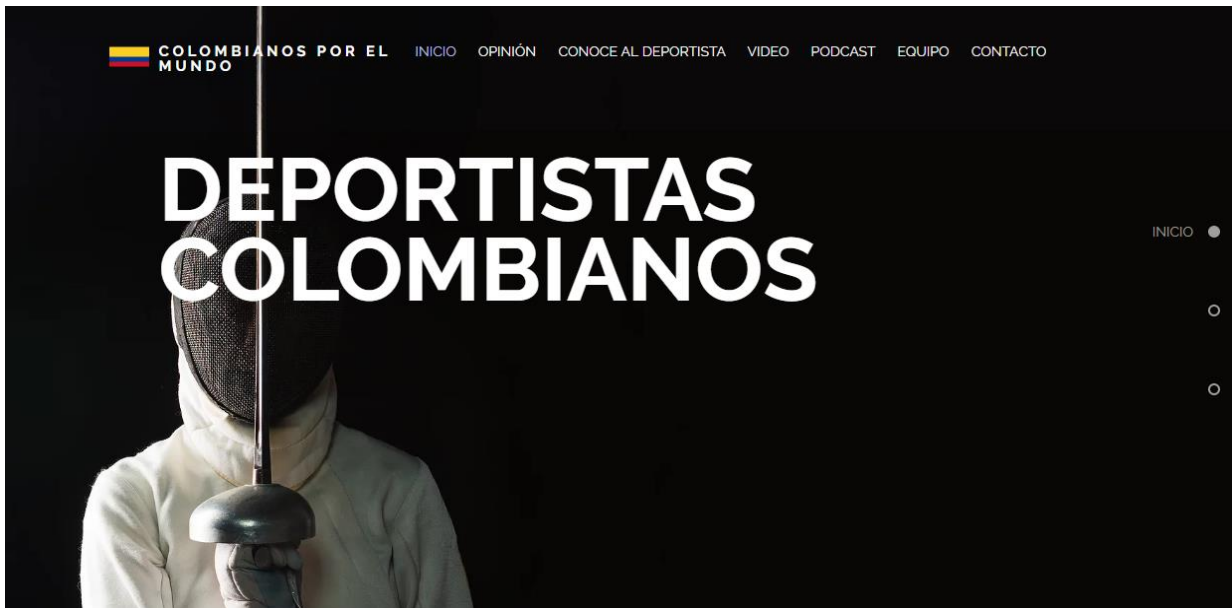 COLOMBIANOS POR EL
MUNDO
INICIO OPINIÓN CONOCE AL DEPORTISTA VIDEO PODCAST EQUIPO CONTACTO
DEPORTISTAS
COLOMBIANOS
INICIO